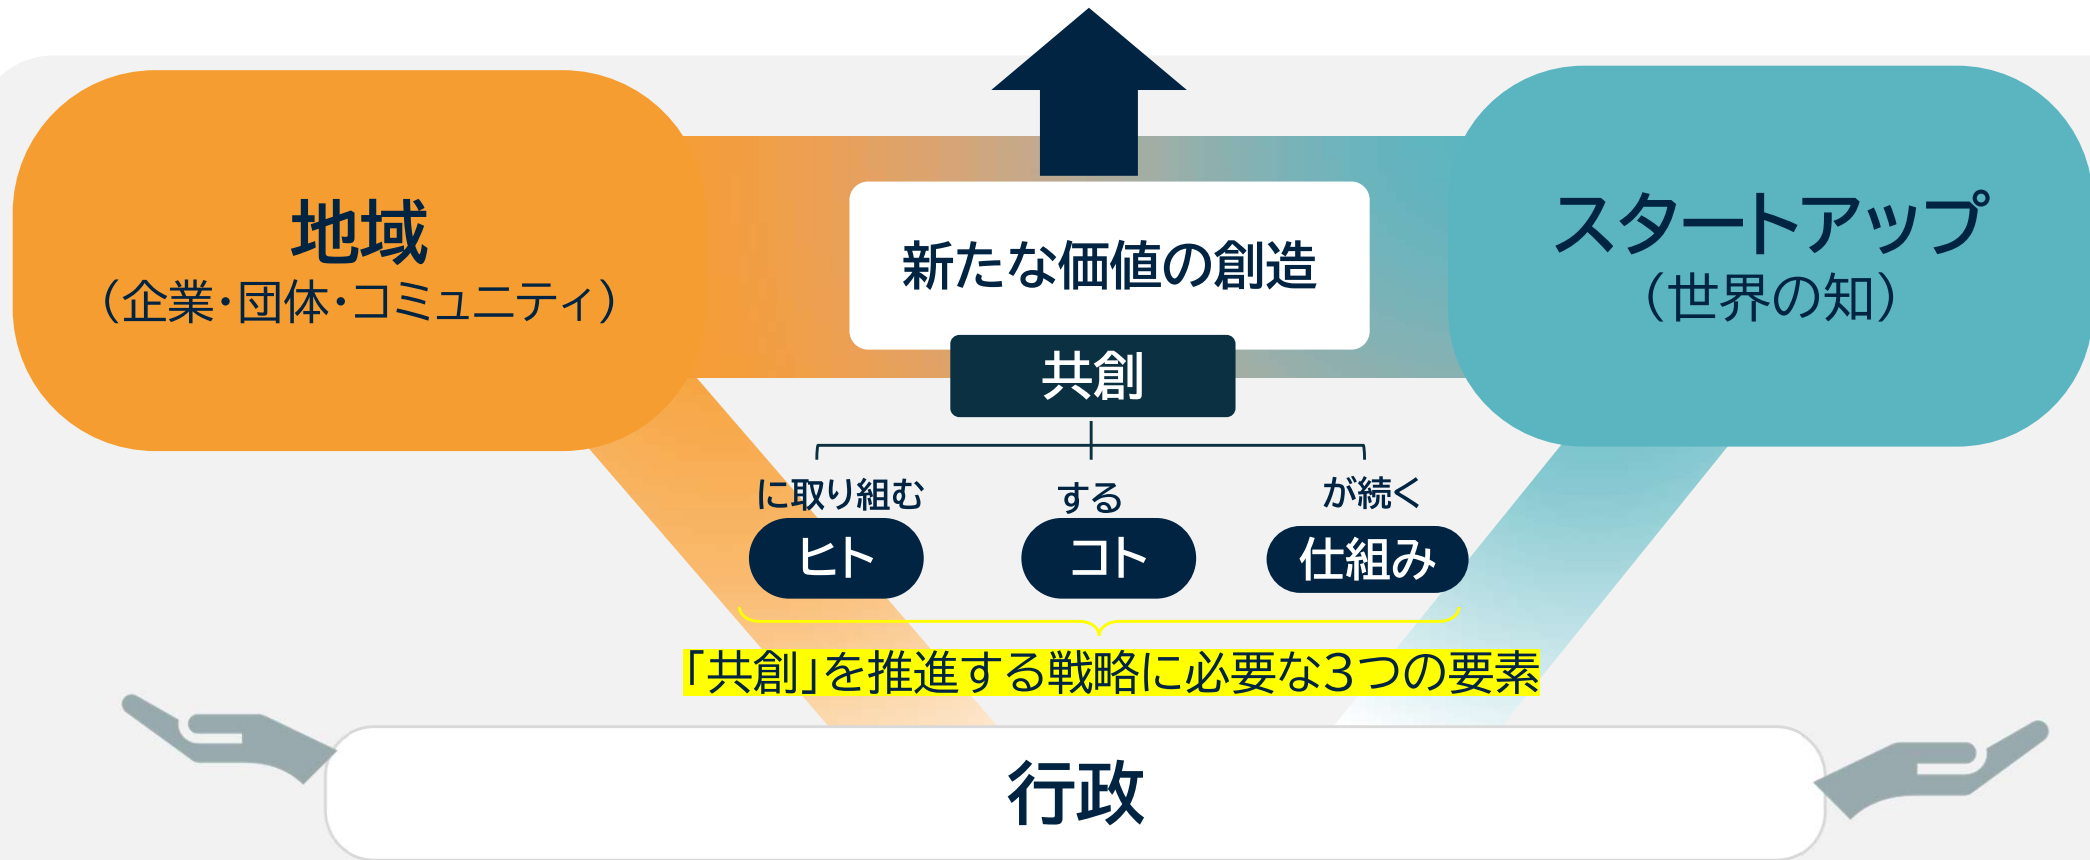 地域
（企業・団体・コミュニティ）
新たな価値の創造
共創
スタートアップ
（世界の知）
に取り組む
ヒト
する
コト
が続く
仕組み
「共創」を推進する戦略に必要な3つの要素
行政